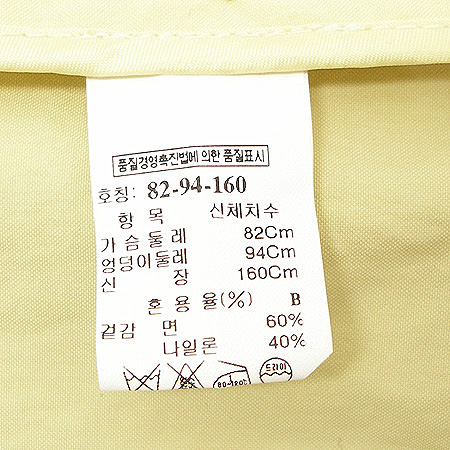 품질경영촉진법에 의한 품질표시
호칭: 82-94-160
항 목 신체치수
가 슴 둘 레 82Cm
엉덩이둘레 94Cm
신 장 160Cm
혼 용 율(%) B
겉감 면 60%
나일론 40%
드라이